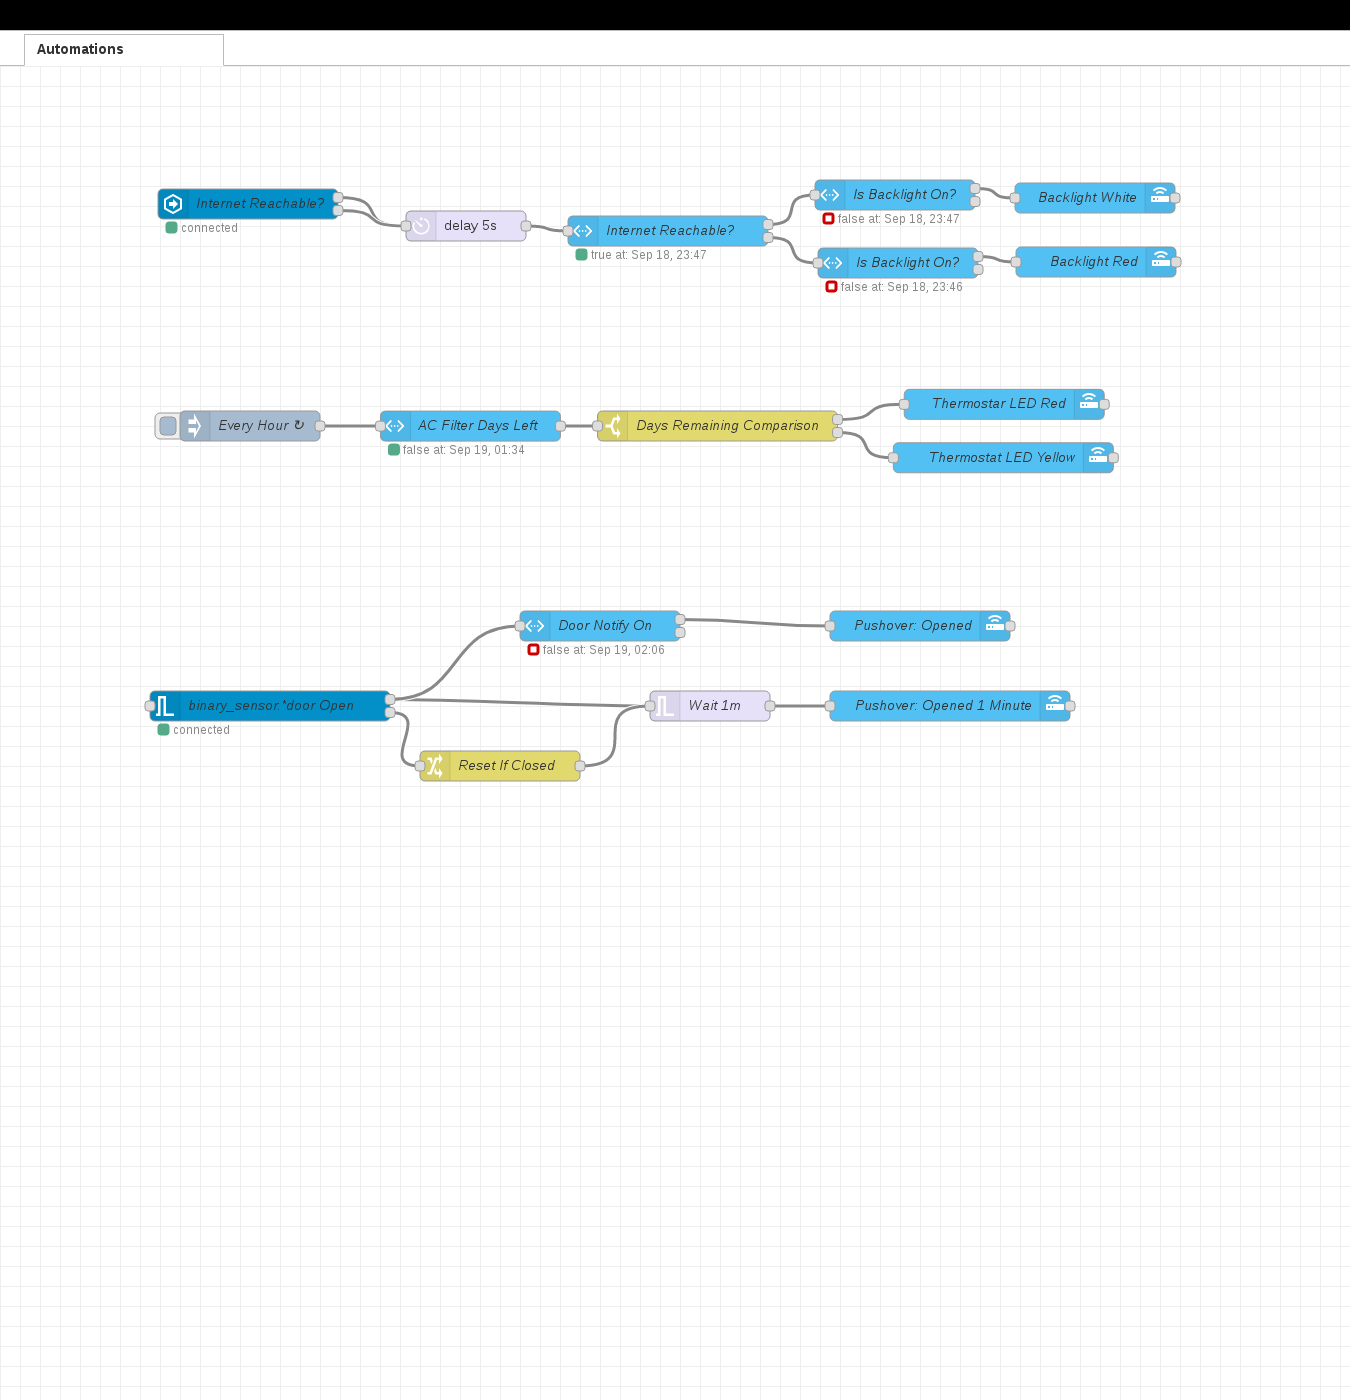 Automations
Internet Reachable?
connected
delay 5s
Internet Reachable?
true at: Sep 18, 23:47
Is Backlight On?
false at: Sep 18, 23:47
Backlight White
Is Backlight On?
false at: Sep 18, 23:46
Backlight Red
Every Hour ↻
AC Filter Days Left
false at: Sep 19, 01:34
Days Remaining Comparison
Thermostar LED Red
Thermostat LED Yellow
Door Notify On
false at: Sep 19, 02:06
Pushover: Opened
binary_sensor.*door Open
connected
Wait 1m
Pushover: Opened 1 Minute
Reset If Closed